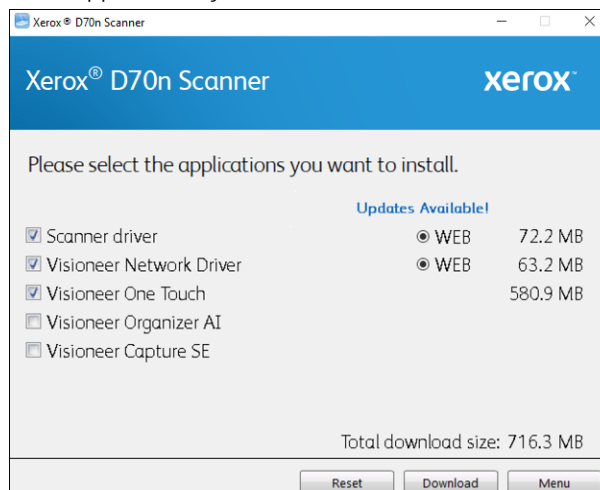 Xerox® D70n Scanner
Xerox® D70n Scanner
xerox™
Please select the applications you want to install.
Updates Available!
Scanner driver WEB 72.2 MB
Visioneer Network Driver WEB 63.2 MB
Visioneer One Touch 580.9 MB
Visioneer Organizer AI
Visioneer Capture SE
Total download size: 716.3 MB
Reset Download Menu